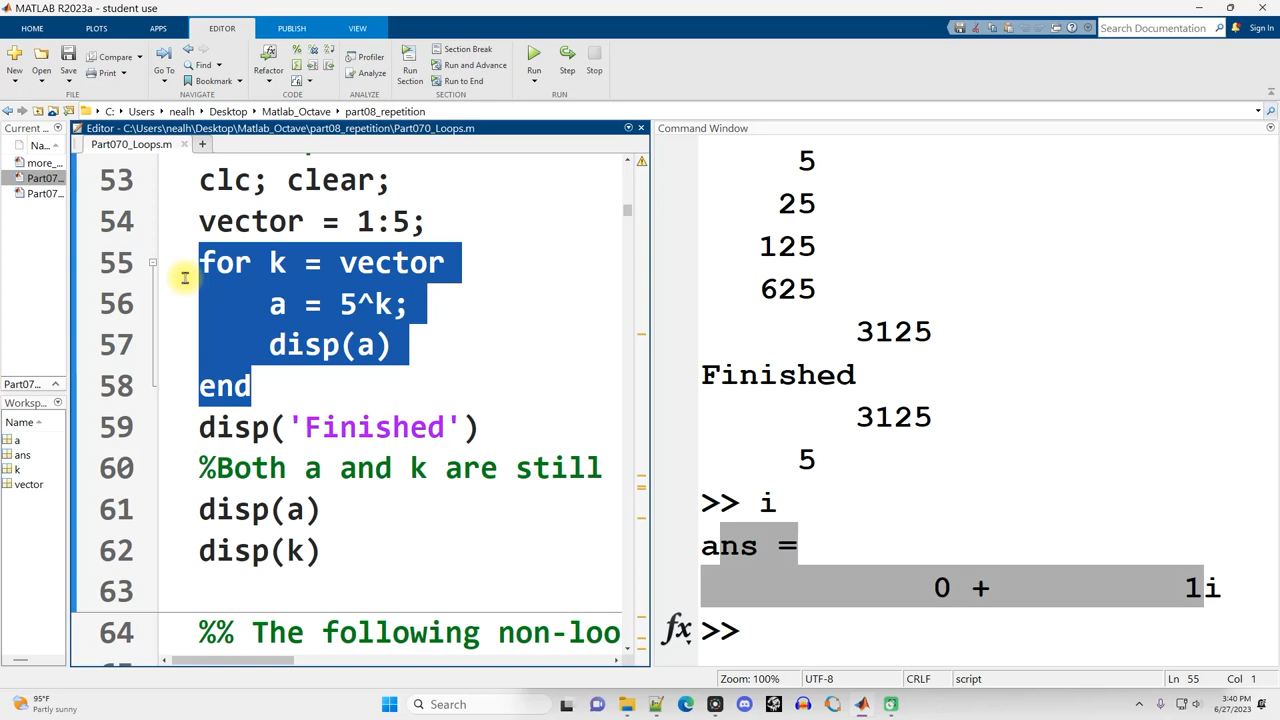 MATLAB R2023a - student use
HOME PLOTS APPS EDITOR PUBLISH VIEW Search Documentation Sign In
New Open Save Compare Print Go To Find Bookmark Refactor Profiler Analyze Run Section Section Break Run and Advance Run to End Run Step Stop
FILE NAVIGATE CODE ANALYZE SECTION RUN
C: Users nealh Desktop Matlab_Octave part08_repetition
Current ...
Na...
more_...
Part07...
Part07...
Part07...
Worksp...
Name
a
ans
k
vector
Editor - C:\Users\nealh\Desktop\Matlab_Octave\part08_repetition\Part070_Loops.m
Part070_Loops.m +
53 clc; clear;
54 vector = 1:5;
55 for k = vector
56 a = 5^k;
57 disp(a)
58 end
59 disp('Finished')
60 %Both a and k are still
61 disp(a)
62 disp(k)
63
64 %% The following non-loo
Command Window
5
25
125
625
3125
Finished
3125
5
>> i
ans =
0 + 1i
fx >>
Zoom: 100% UTF-8 CRLF script Ln 55 Col 1
95°F
Partly sunny
Search
3:40 PM
6/27/2023